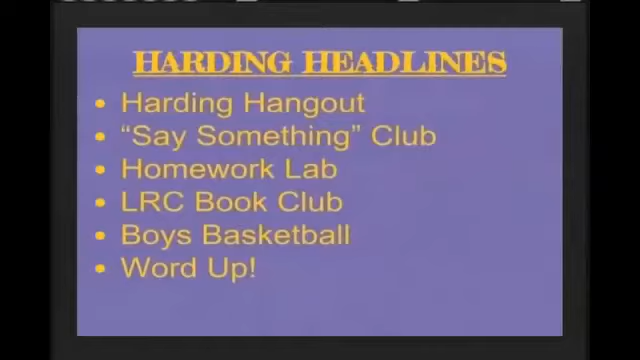 HARDING HEADLINES
• Harding Hangout
• “Say Something” Club
• Homework Lab
• LRC Book Club
• Boys Basketball
• Word Up!